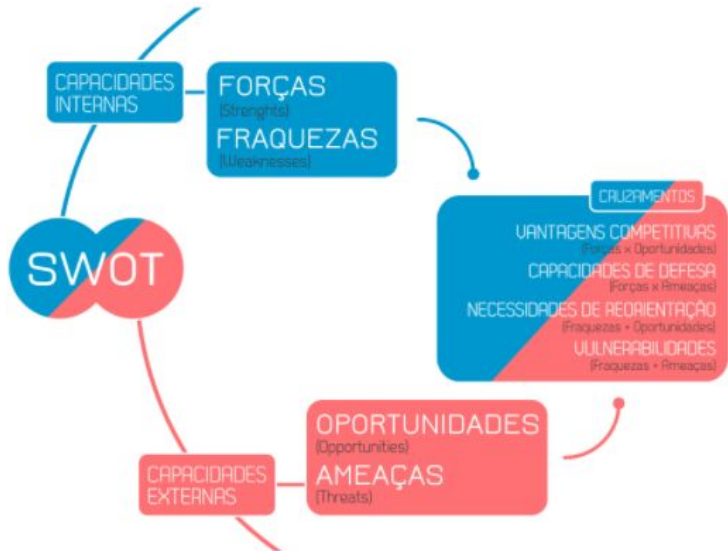 CAPACIDADES
INTERNAS
FORÇAS
(Strenghts)
FRAQUEZAS
(Weaknesses)
SWOT
CRUZAMENTOS
VANTAGENS COMPETITIVAS
(Forças x Oportunidades)
CAPACIDADES DE DEFESA
(Forças x Ameaças)
NECESSIDADES DE REORIENTAÇÃO
(Fraquezas + Oportunidades)
VULNERABILIDADES
(Fraquezas + Ameaças)
OPORTUNIDADES
(Opportunities)
AMEAÇAS
(Threats)
CAPACIDADES
EXTERNAS